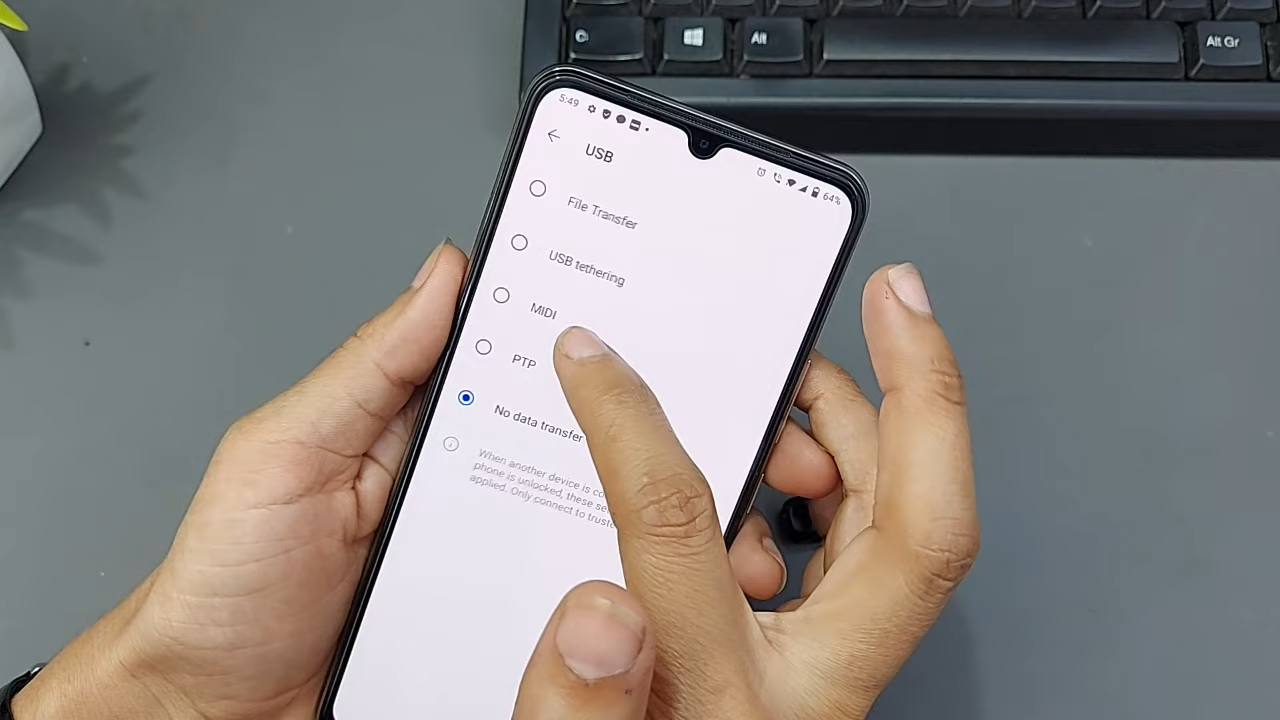 Alt
Alt Gr
5:49
64%
USB
File Transfer
USB tethering
MIDI
PTP
No data transfer
When another device is co
phone is unlocked, these se
applied. Only connect to truste